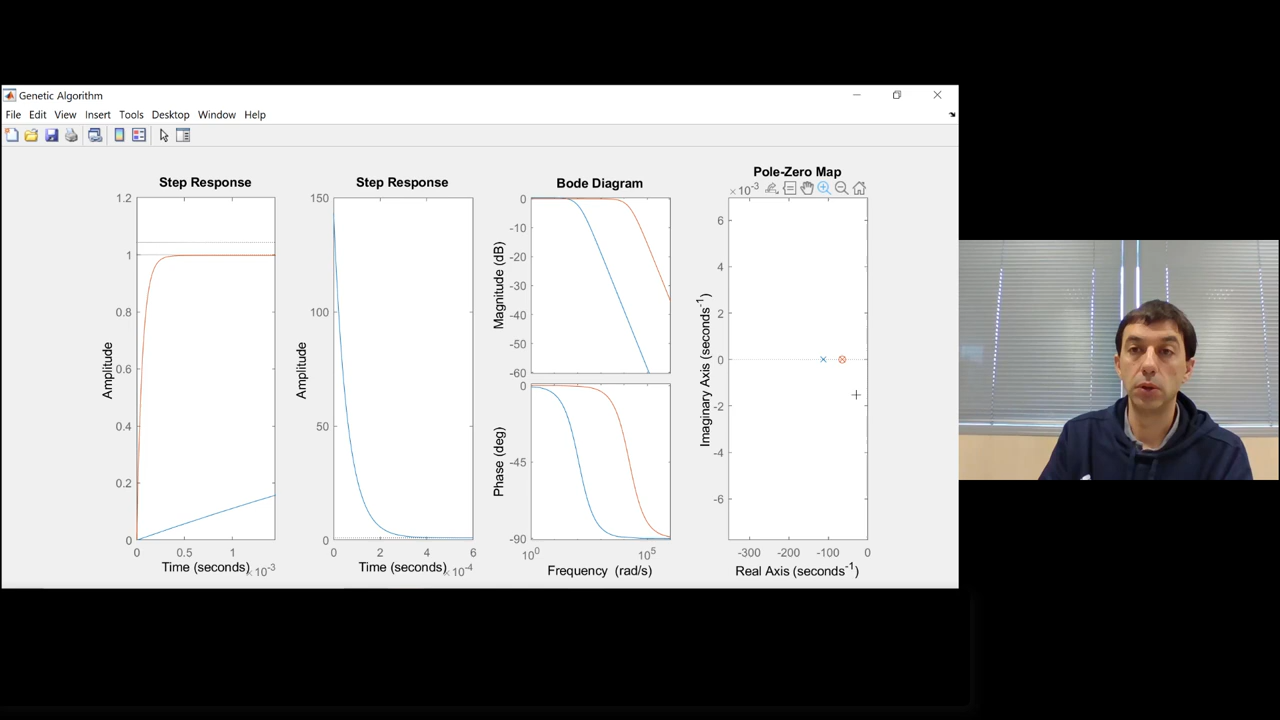 Genetic Algorithm
File Edit View Insert Tools Desktop Window Help
Step Response
1.2
1
0.8
0.6
0.4
0.2
0
Amplitude
0 0.5 1
Time (seconds) ×10-3
Step Response
150
100
50
0
Amplitude
0 2 4 6
Time (seconds) ×10-4
Bode Diagram
0
-10
-20
-30
-40
-50
-60
Magnitude (dB)
0
-45
-90
Phase (deg)
10^0 10^5
Frequency (rad/s)
Pole-Zero Map
×10-3
6
4
2
0
-2
-4
-6
Imaginary Axis (seconds-1)
-300 -200 -100 0
Real Axis (seconds-1)